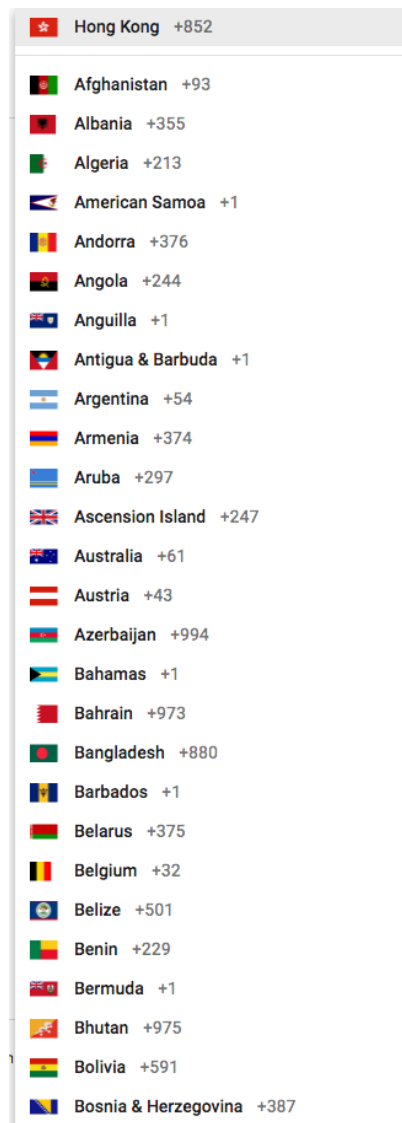 Hong Kong +852
Afghanistan +93
Albania +355
Algeria +213
American Samoa +1
Andorra +376
Angola +244
Anguilla +1
Antigua & Barbuda +1
Argentina +54
Armenia +374
Aruba +297
Ascension Island +247
Australia +61
Austria +43
Azerbaijan +994
Bahamas +1
Bahrain +973
Bangladesh +880
Barbados +1
Belarus +375
Belgium +32
Belize +501
Benin +229
Bermuda +1
Bhutan +975
Bolivia +591
Bosnia & Herzegovina +387